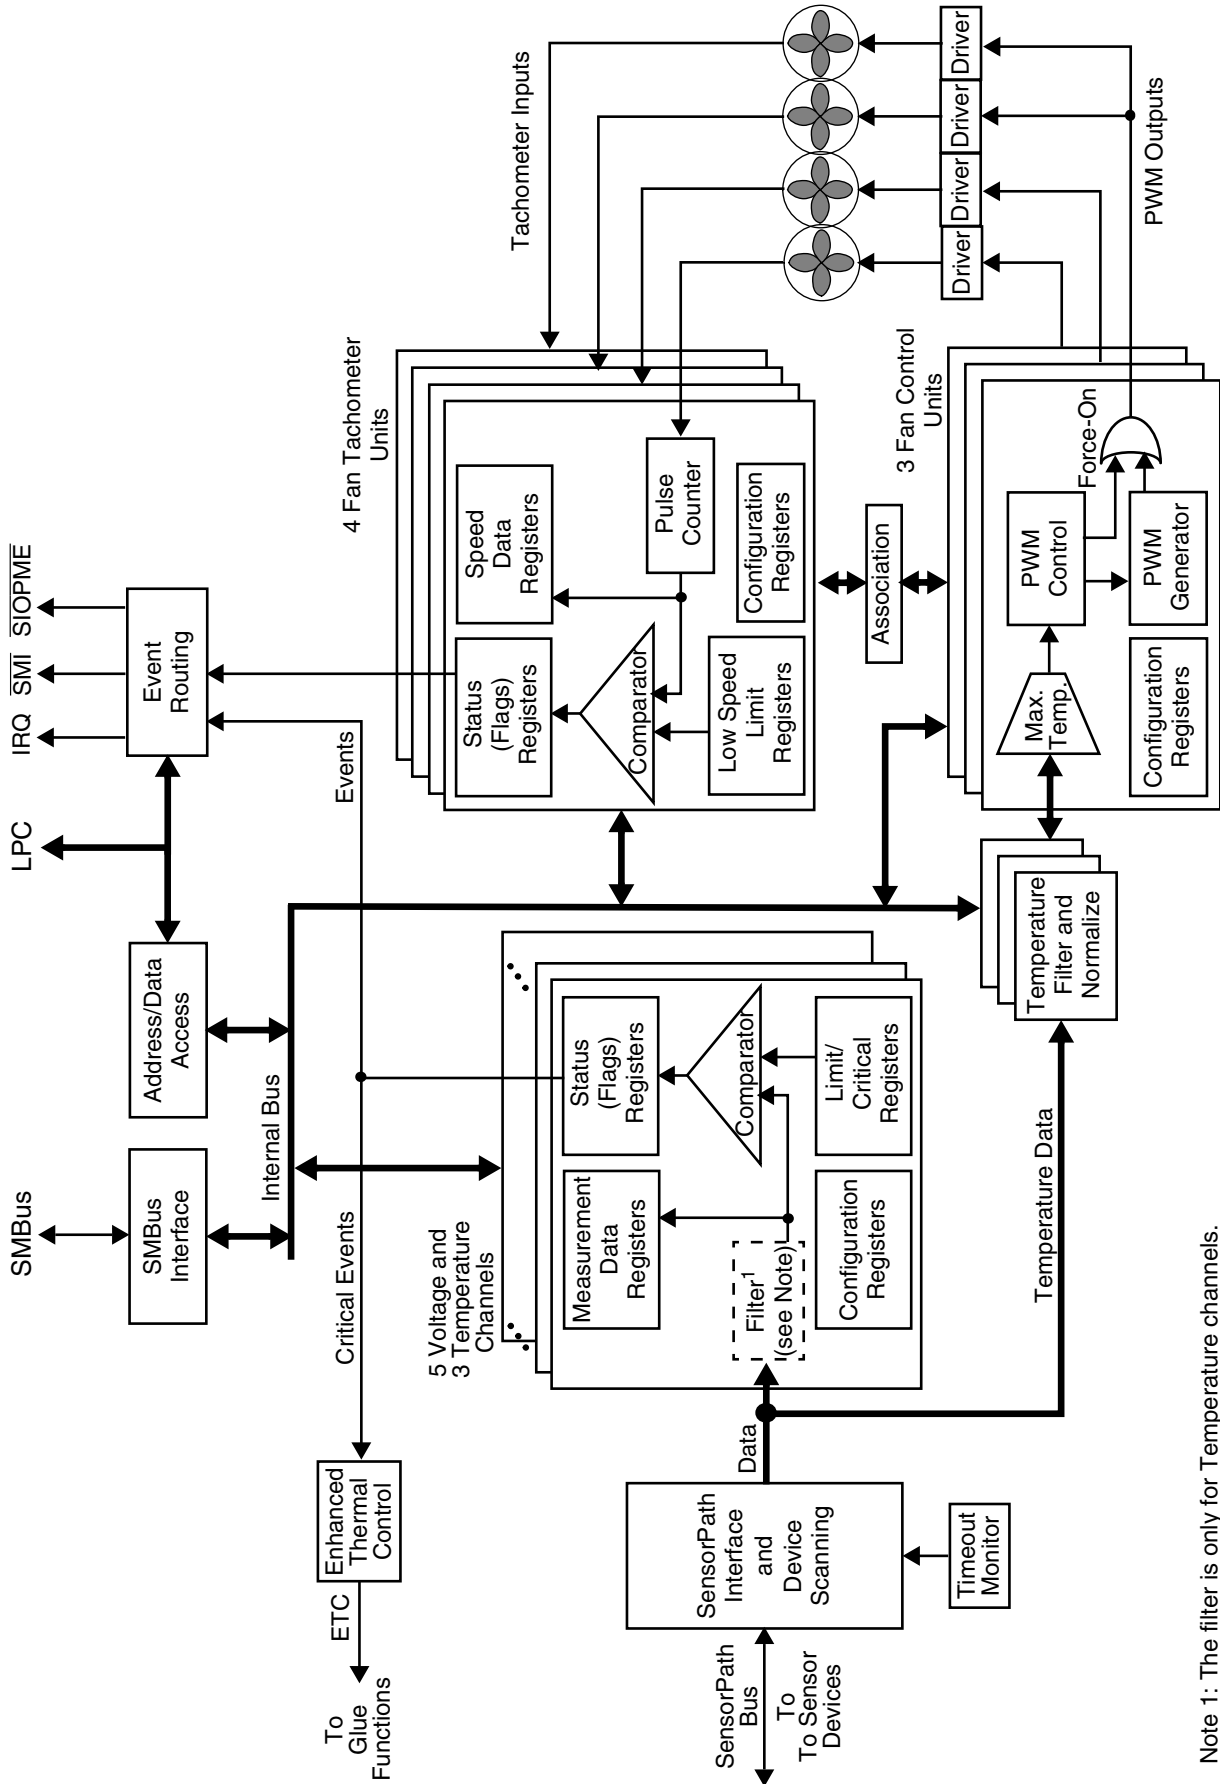 SMBus
LPC
IRQ
SMI
SIOPME
SMBus
Interface
Address/Data
Access
Event
Routing
Internal Bus
Critical Events
Events
To
Glue
Functions
ETC
Enhanced
Thermal
Control
5 Voltage and
3 Temperature
Channels
Measurement
Data
Registers
Status
(Flags)
Registers
Comparator
Filter1
(see Note)
Configuration
Registers
Limit/
Critical
Registers
4 Fan Tachometer
Units
Status
(Flags)
Registers
Speed
Data
Registers
Comparator
Pulse
Counter
Low Speed
Limit
Registers
Configuration
Registers
Tachometer Inputs
SensorPath
Bus
To
To Sensor
Devices
SensorPath
Interface
and
Device
Scanning
Data
Timeout
Monitor
Temperature Data
Temperature
Filter and
Normalize
Association
3 Fan Control
Units
Max.
Temp.
PWM
Control
Force-On
Configuration
Registers
PWM
Generator
Driver
Driver
Driver
Driver
PWM Outputs
Note 1: The filter is only for Temperature channels.